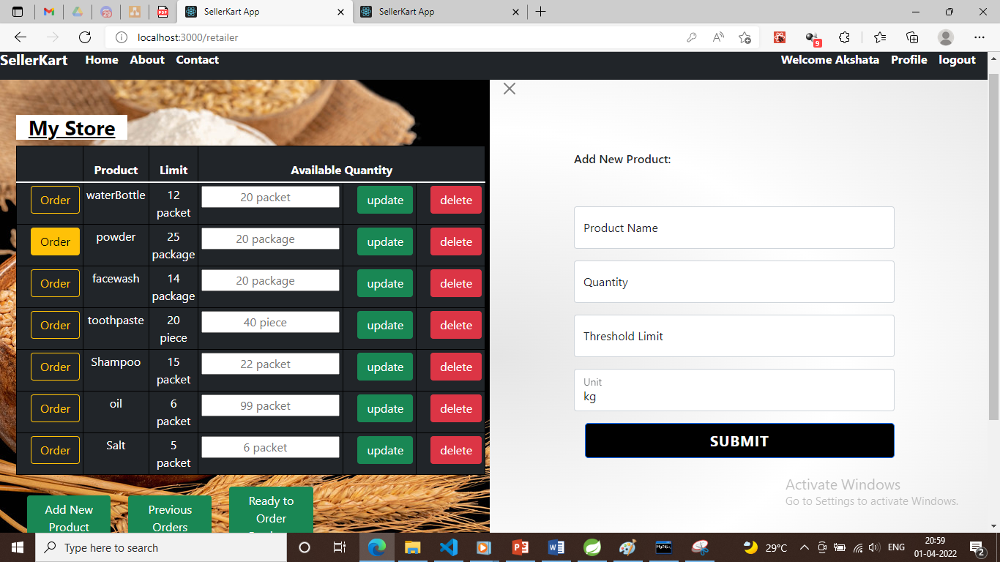 SellerKart App
SellerKart App
localhost:3000/retailer
9
SellerKart Home About Contact Welcome Akshata Profile logout
My Store
Product Limit Available Quantity
Order waterBottle 12 packet 20 packet update delete
Order powder 25 package 20 package update delete
Order facewash 14 package 20 package update delete
Order toothpaste 20 piece 40 piece update delete
Order Shampoo 15 packet 22 packet update delete
Order oil 6 packet 99 packet update delete
Order Salt 5 packet 6 packet update delete
Add New Product
Previous Orders
Ready to Order
Add New Product:
Product Name
Quantity
Threshold Limit
Unit
kg
SUBMIT
Activate Windows
Go to Settings to activate Windows.
Type here to search
29°C
ENG
20:59
01-04-2022
2